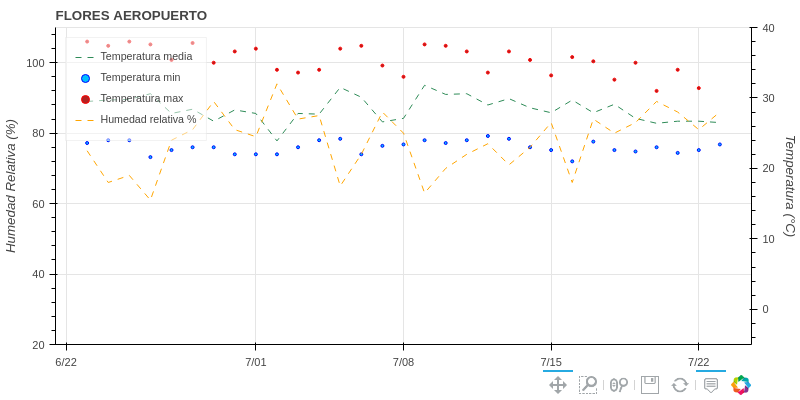 FLORES AEROPUERTO
Temperatura media
Temperatura min
Temperatura max
Humedad relativa %
Humedad Relativa (%)
100
80
60
40
20
Temperatura (°C)
40
30
20
10
0
6/22
7/01
7/08
7/15
7/22